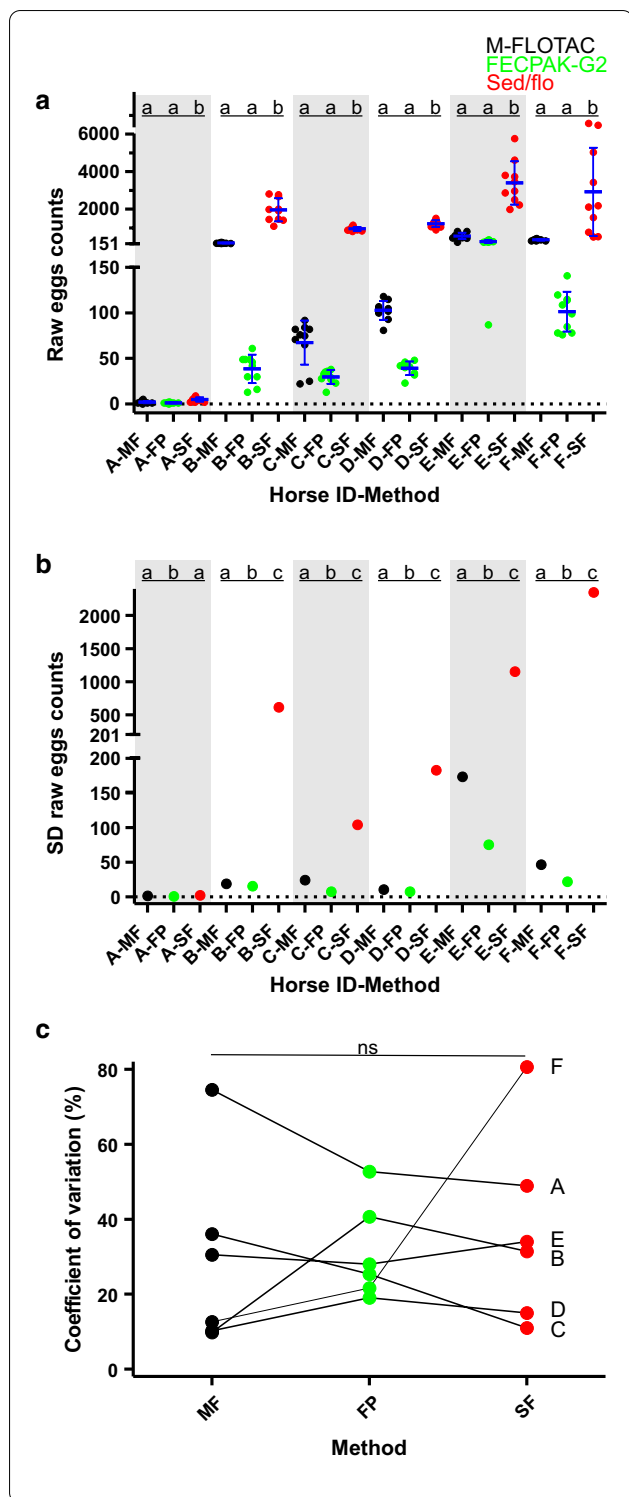 M-FLOTAC
FECPAK-G2
Sed/flo
a
a a b a a b a a b a a b a a b a a b
6000
4000
2000
151
150
100
50
0
Raw eggs counts
A-MF A-FP A-SF B-MF B-FP B-SF C-MF C-FP C-SF D-MF D-FP D-SF E-MF E-FP E-SF F-MF F-FP F-SF
Horse ID-Method
b
a b a a b c a b c a b c a b c a b c
2000
1500
1000
500
201
200
150
100
50
0
SD raw eggs counts
A-MF A-FP A-SF B-MF B-FP B-SF C-MF C-FP C-SF D-MF D-FP D-SF E-MF E-FP E-SF F-MF F-FP F-SF
Horse ID-Method
c
ns
80
60
40
20
0
Coefficient of variation (%)
F
A
E
B
D
C
MF FP SF
Method